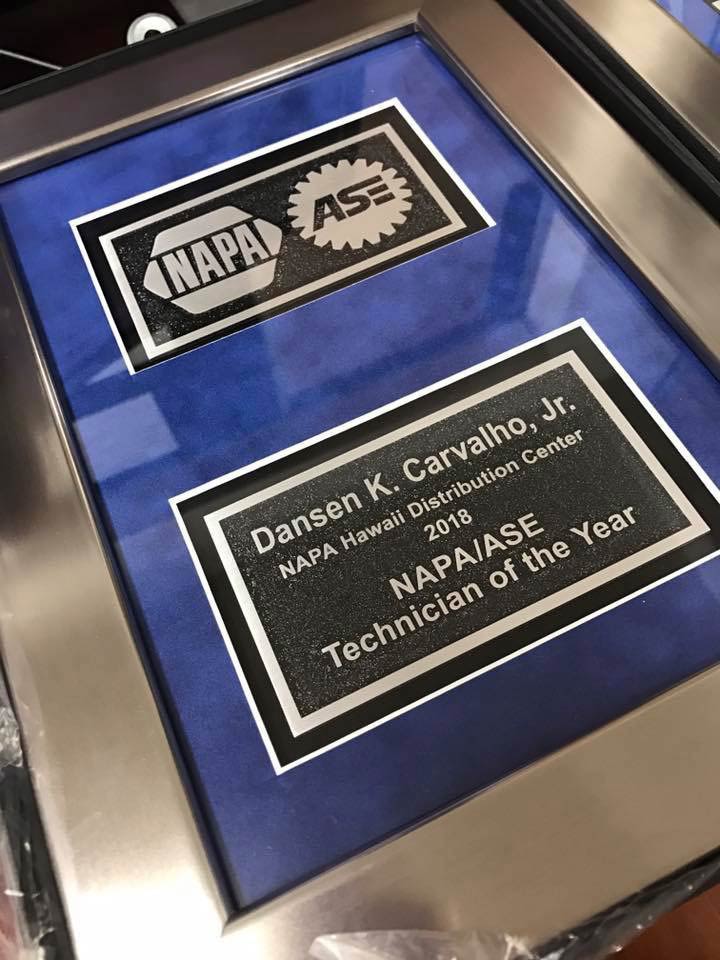 NAPA
ASE
Dansen K. Carvalho, Jr.
NAPA Hawaii Distribution Center
2018
NAPA/ASE
Technician of the Year